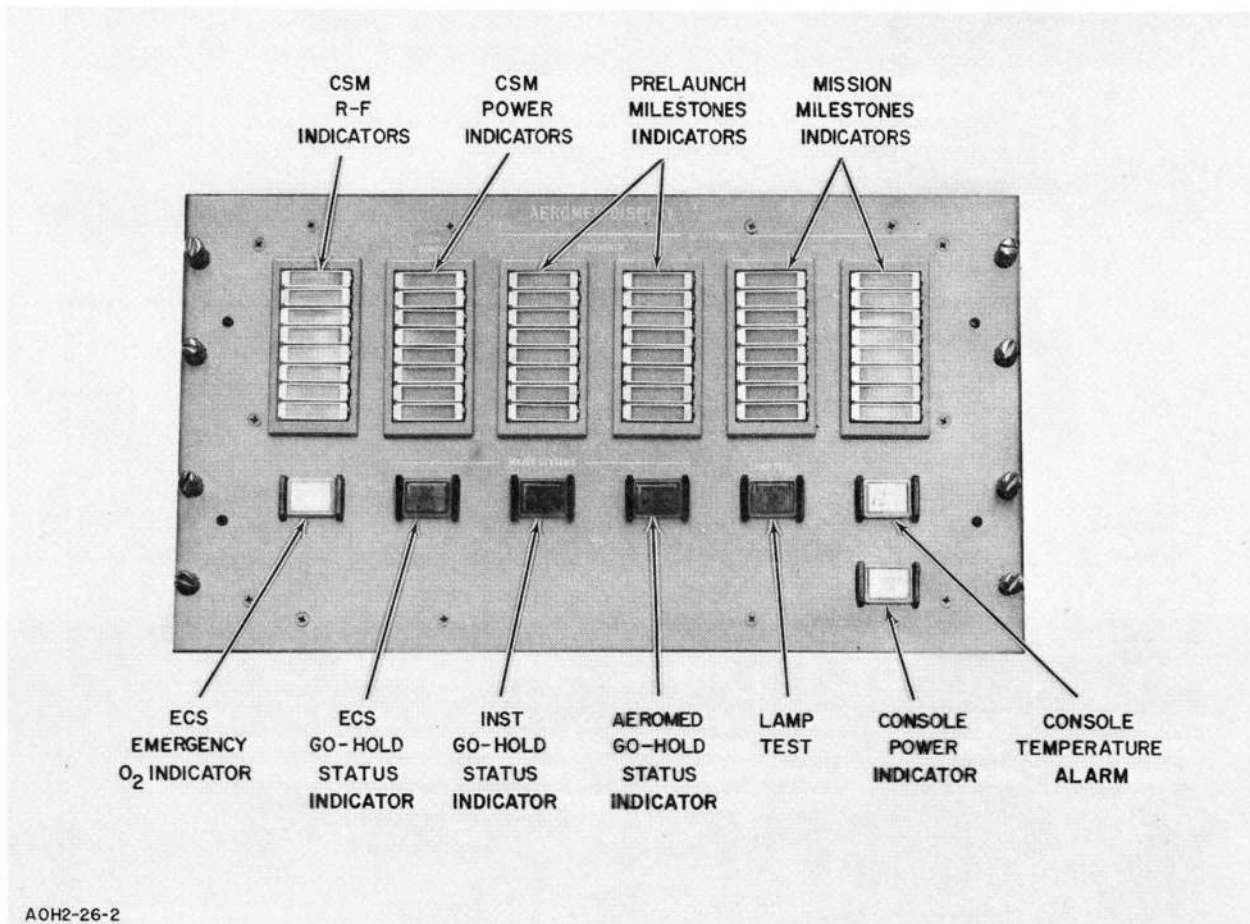 CSM
R-F
INDICATORS
CSM
POWER
INDICATORS
PRELAUNCH
MILESTONES
INDICATORS
MISSION
MILESTONES
INDICATORS
AEROMED DISPLAY
ECS
EMERGENCY
O2 INDICATOR
ECS
GO-HOLD
STATUS
INDICATOR
INST
GO-HOLD
STATUS
INDICATOR
AEROMED
GO-HOLD
STATUS
INDICATOR
LAMP
TEST
CONSOLE
POWER
INDICATOR
CONSOLE
TEMPERATURE
ALARM
AOH2-26-2